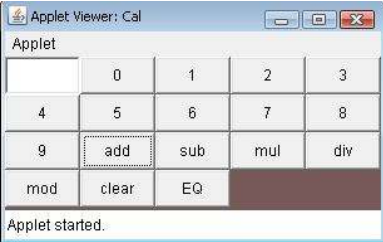 Applet Viewer: Cal
Applet
0 1 2 3
4 5 6 7 8
9 add sub mul div
mod clear EQ
Applet started.